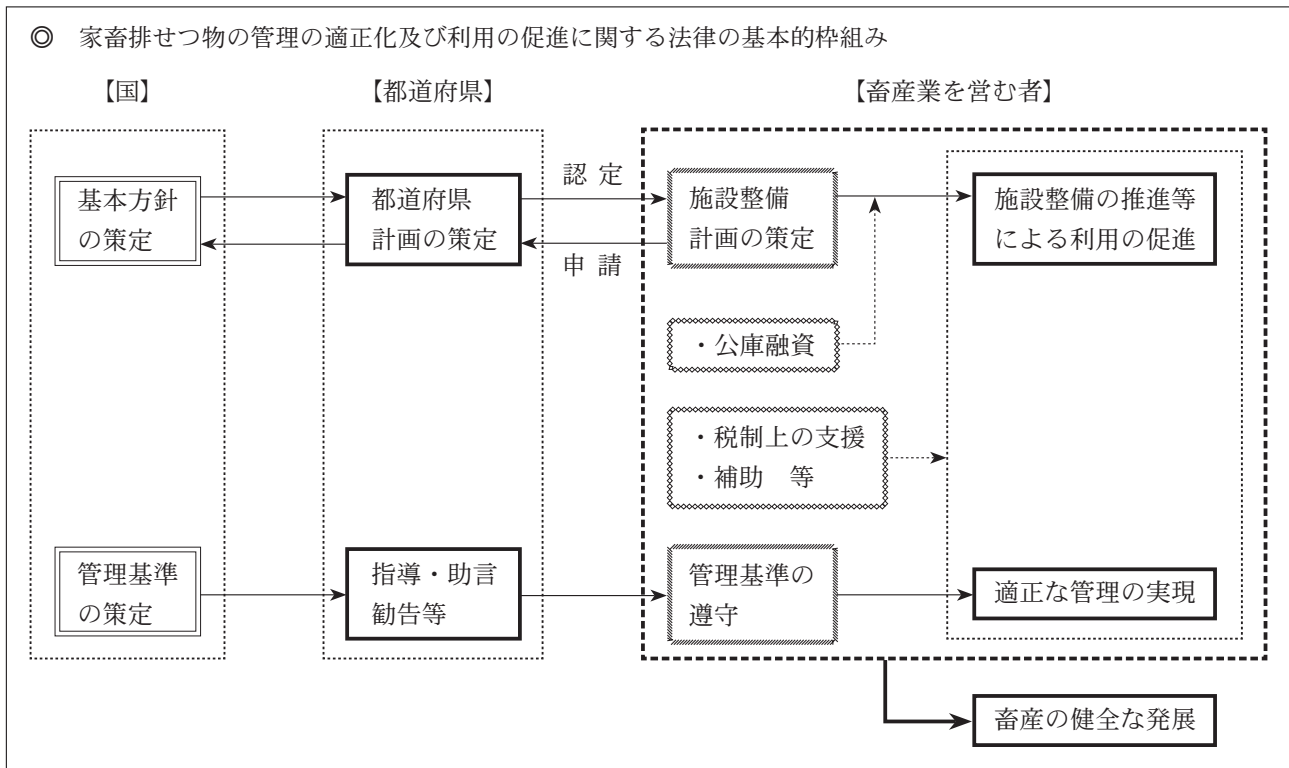 ◎ 家畜排せつ物の管理の適正化及び利用の促進に関する法律の基本的枠組み
【国】
【都道府県】
【畜産業を営む者】
基本方針
の策定
都道府県
計画の策定
認 定
申 請
施設整備
計画の策定
施設整備の推進等
による利用の促進
・公庫融資
・税制上の支援
・補助 等
管理基準
の策定
指導・助言
勧告等
管理基準の
遵守
適正な管理の実現
畜産の健全な発展